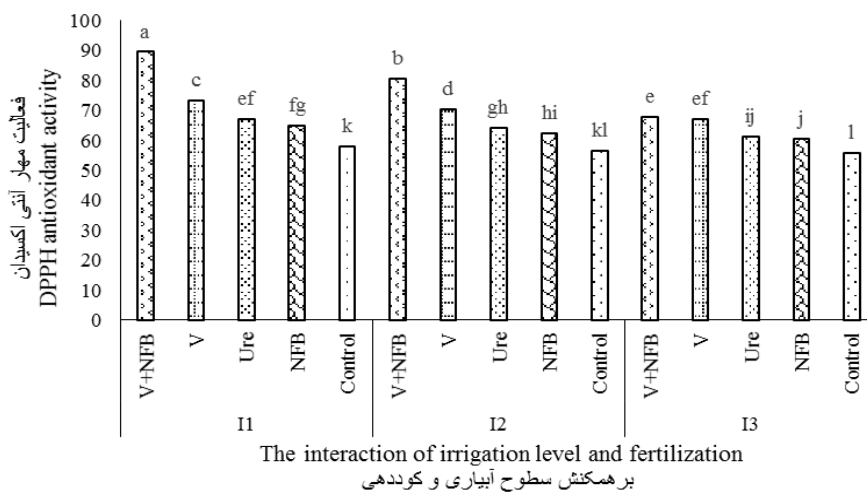 فعالیت مهار آنتی اکسیدان
DPPH antioxidant activity
100
90
80
70
60
50
40
30
20
10
0
a
c
ef
fg
k
b
d
gh
hi
kl
e
ef
ij
j
l
V+NFB
V
Ure
NFB
Control
V+NFB
V
Ure
NFB
Control
V+NFB
V
Ure
NFB
Control
I1
I2
I3
The interaction of irrigation level and fertilization
برهمکنش سطوح آبیاری و کوددهی